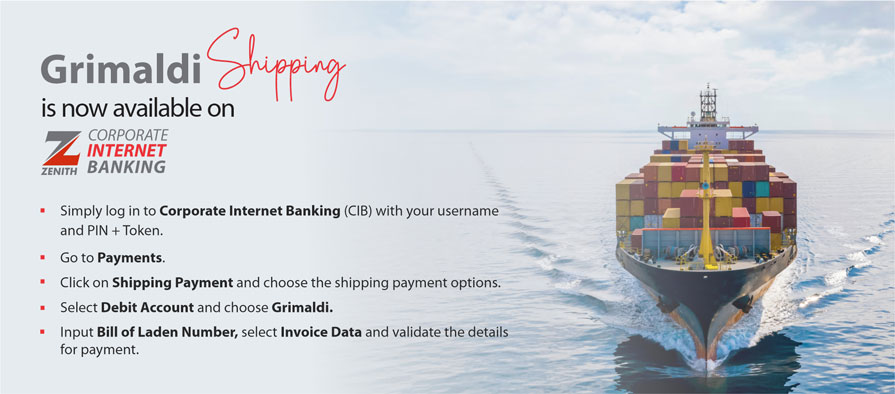 Grimaldi Shipping
is now available on
ZENITH
CORPORATE
INTERNET
BANKING
▪ Simply log in to Corporate Internet Banking (CIB) with your username
and PIN + Token.
▪ Go to Payments.
▪ Click on Shipping Payment and choose the shipping payment options.
▪ Select Debit Account and choose Grimaldi.
▪ Input Bill of Laden Number, select Invoice Data and validate the details
for payment.